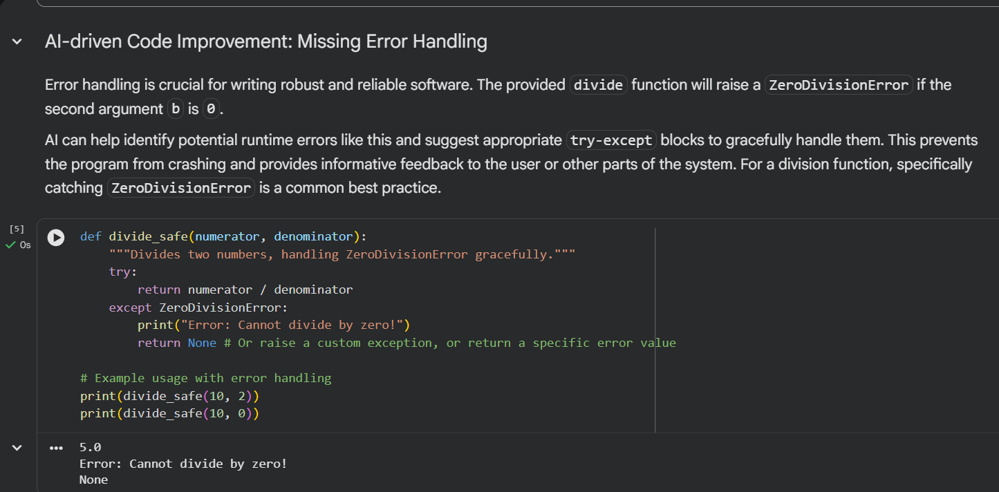 AI-driven Code Improvement: Missing Error Handling
Error handling is crucial for writing robust and reliable software. The provided divide function will raise a ZeroDivisionError if the
second argument b is 0.
AI can help identify potential runtime errors like this and suggest appropriate try-except blocks to gracefully handle them. This prevents
the program from crashing and provides informative feedback to the user or other parts of the system. For a division function, specifically
catching ZeroDivisionError is a common best practice.
[5]
0s
def divide_safe(numerator, denominator):
    """Divides two numbers, handling ZeroDivisionError gracefully."""
    try:
        return numerator / denominator
    except ZeroDivisionError:
        print("Error: Cannot divide by zero!")
        return None # Or raise a custom exception, or return a specific error value
# Example usage with error handling
print(divide_safe(10, 2))
print(divide_safe(10, 0))
5.0
Error: Cannot divide by zero!
None